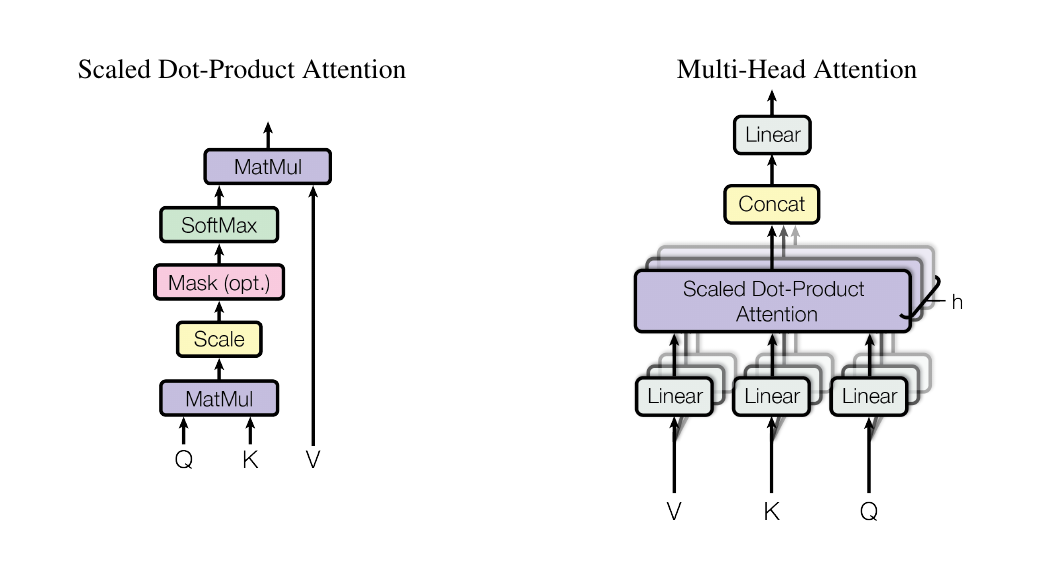 Scaled Dot-Product Attention
MatMul
SoftMax
Mask (opt.)
Scale
MatMul
Q K V
Multi-Head Attention
Linear
Concat
Scaled Dot-Product
Attention
h
Linear Linear Linear
V K Q